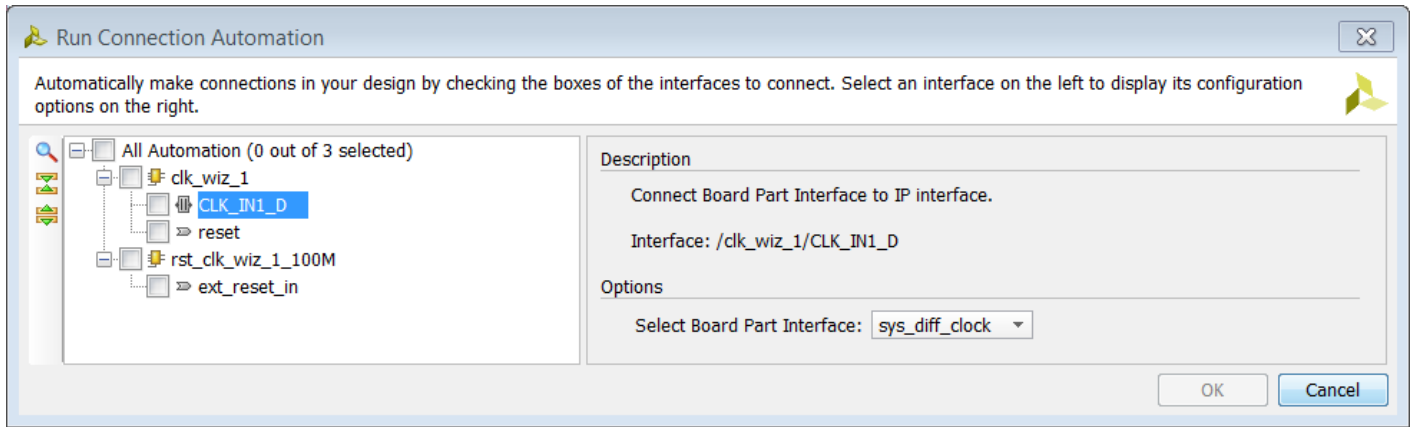 Run Connection Automation
Automatically make connections in your design by checking the boxes of the interfaces to connect. Select an interface on the left to display its configuration
options on the right.
All Automation (0 out of 3 selected)
clk_wiz_1
CLK_IN1_D
reset
rst_clk_wiz_1_100M
ext_reset_in
Description
Connect Board Part Interface to IP interface.
Interface: /clk_wiz_1/CLK_IN1_D
Options
Select Board Part Interface: sys_diff_clock
OK Cancel